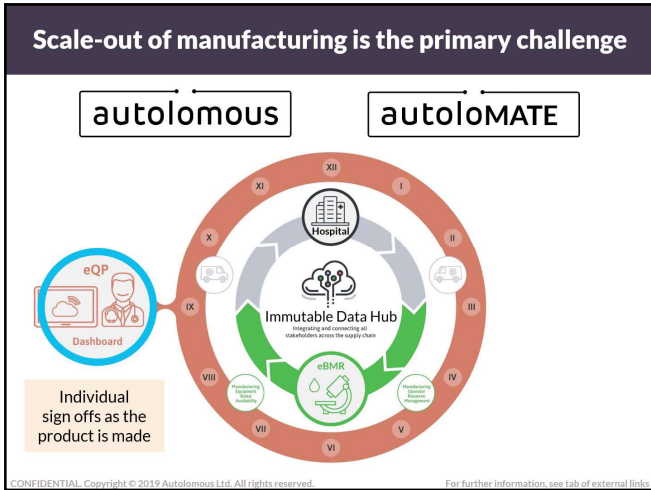 Scale-out of manufacturing is the primary challenge
autolomous
autoloMATE
XII
XI
I
Hospital
X
II
eQP
Immutable Data Hub
Integrating and connecting all
stakeholders across the supply chain
IX
III
Dashboard
eBMR
VIII
Manufacturing
Equipment
Status
Availability
Manufacturing
Operator
Resource
Management
IV
Individual
sign offs as the
product is made
VII
V
VI
CONFIDENTIAL. Copyright © 2019 Autolomous Ltd. All rights reserved.
For further information, see tab of external links